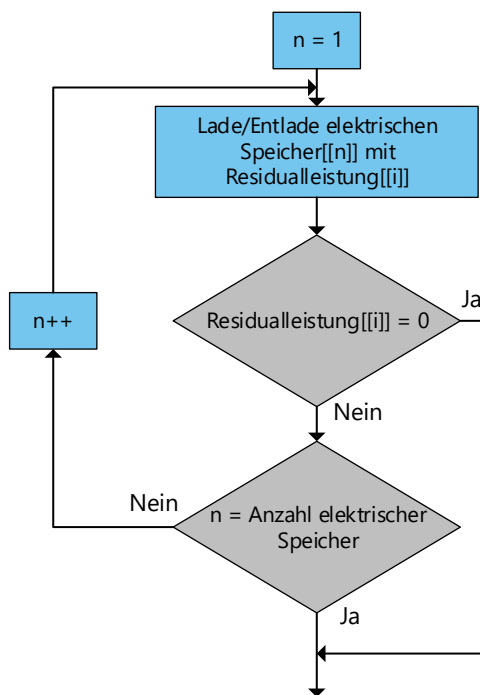 n = 1
Lade/Entlade elektrischen
Speicher[[n]] mit
Residualleistung[[i]]
Residualleistung[[i]] = 0
Ja
n++
Nein
Nein
n = Anzahl elektrischer
Speicher
Ja